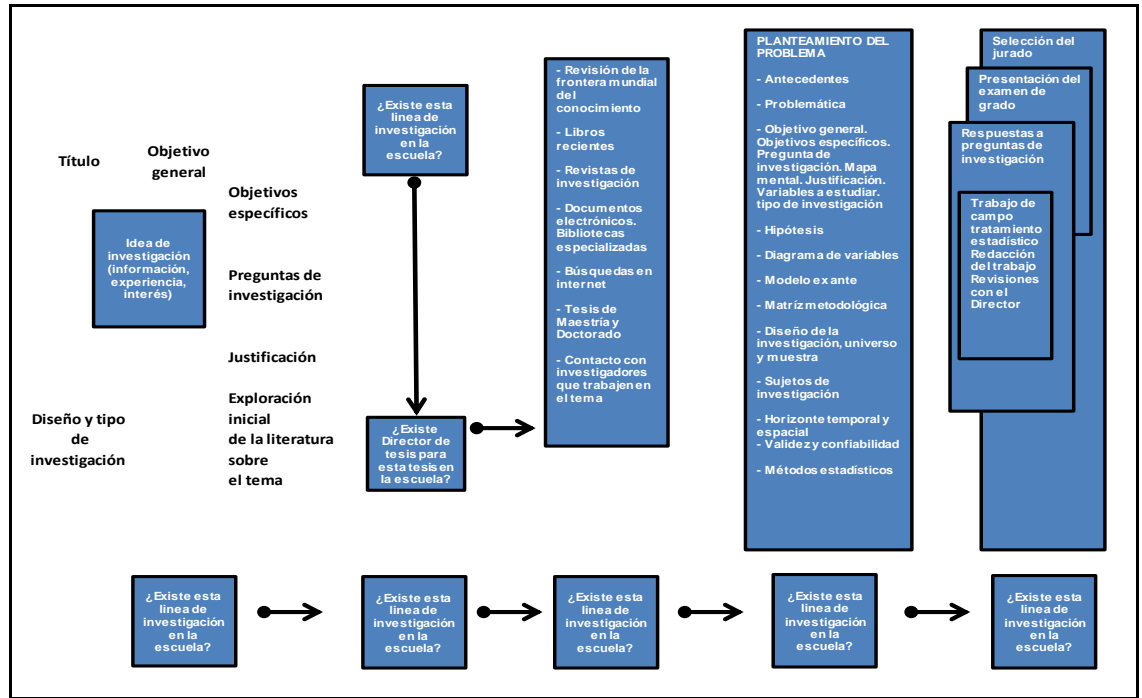 Título
Objetivo
general
Objetivos
específicos
Idea de
investigación
(información,
experiencia,
interés)
Preguntas de
investigación
Justificación
Exploración
inicial
de la literatura
sobre
el tema
Diseño y tipo
de
investigación
¿Existe esta
linea de
investigación
en la
escuela?
¿Existe
Director de
tesis para
esta tesis en
la escuela?
- Revisión de la
frontera mundial
del
conocimiento
- Libros
recientes
- Revistas de
investigación
- Documentos
electrónicos.
Bibliotecas
especializadas
- Búsquedas en
internet
- Tesis de
Maestría y
Doctorado
- Contacto con
investigadores
que trabajen en
el tema
PLANTEAMIENTO DEL
PROBLEMA
- Antecedentes
- Problemática
- Objetivo general.
Objetivos específicos.
Pregunta de
investigación. Mapa
mental. Justificación.
Variables a estudiar.
tipo de investigación
- Hipótesis
- Diagrama de variables
- Modelo ex ante
- Matríz metodológica
- Diseño de la
investigación, universo
y muestra
- Sujetos de
investigación
- Horizonte temporal y
espacial
- Validez y confiabilidad
- Métodos estadísticos
Selección del
jurado
Presentación del
examen de
grado
Respuestas a
preguntas de
investigación
Trabajo de
campo
tratamiento
estadístico
Redacción
del trabajo
Revisiones
con el
Director
¿Existe esta
linea de
investigación
en la
escuela?
¿Existe esta
linea de
investigación
en la
escuela?
¿Existe esta
linea de
investigación
en la
escuela?
¿Existe esta
linea de
investigación
en la
escuela?
¿Existe esta
linea de
investigación
en la
escuela?